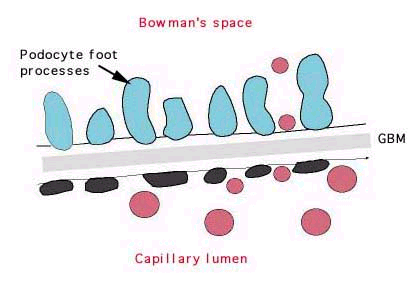 Bowman's space
Podocyte foot
processes
GBM
Capillary lumen